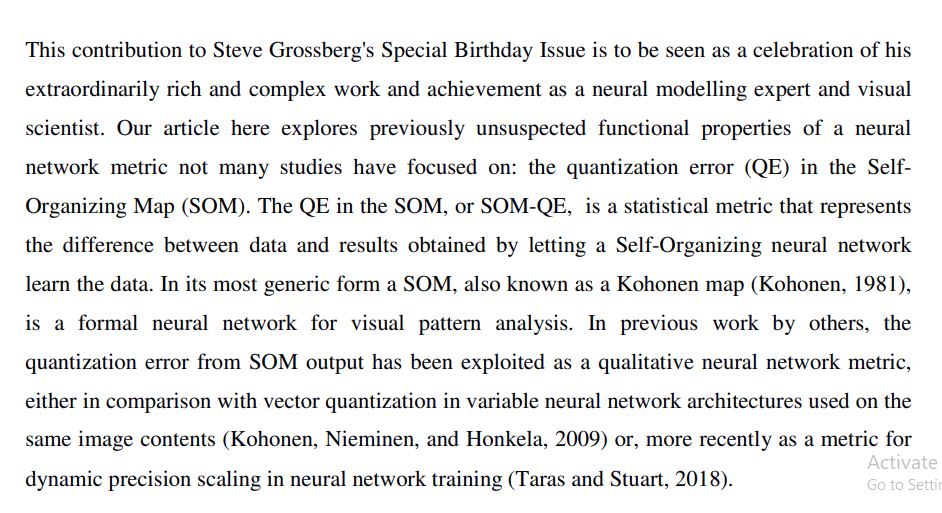 This contribution to Steve Grossberg's Special Birthday Issue is to be seen as a celebration of his
extraordinarily rich and complex work and achievement as a neural modelling expert and visual
scientist. Our article here explores previously unsuspected functional properties of a neural
network metric not many studies have focused on: the quantization error (QE) in the Self-
Organizing Map (SOM). The QE in the SOM, or SOM-QE, is a statistical metric that represents
the difference between data and results obtained by letting a Self-Organizing neural network
learn the data. In its most generic form a SOM, also known as a Kohonen map (Kohonen, 1981),
is a formal neural network for visual pattern analysis. In previous work by others, the
quantization error from SOM output has been exploited as a qualitative neural network metric,
either in comparison with vector quantization in variable neural network architectures used on the
same image contents (Kohonen, Nieminen, and Honkela, 2009) or, more recently as a metric for
dynamic precision scaling in neural network training (Taras and Stuart, 2018).
Activate
Go to Settin